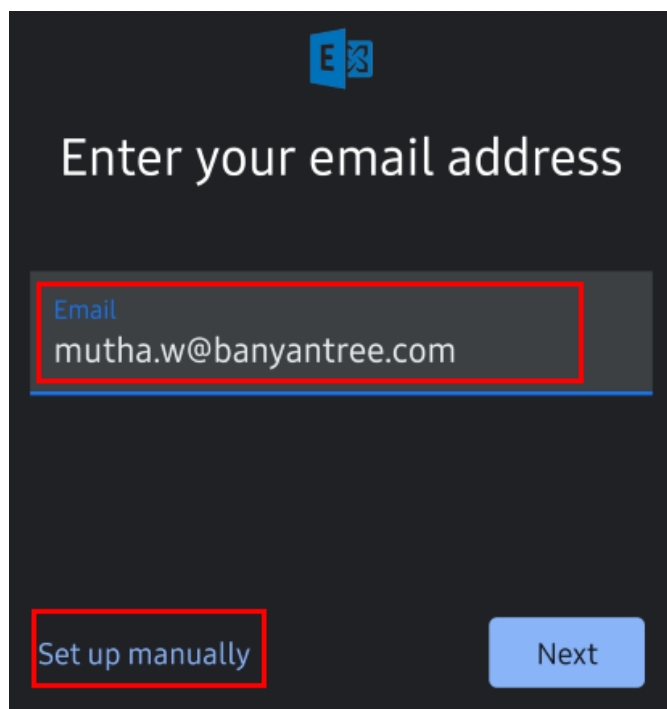 E
Enter your email address
Email
mutha.w@banyantree.com
Set up manually
Next